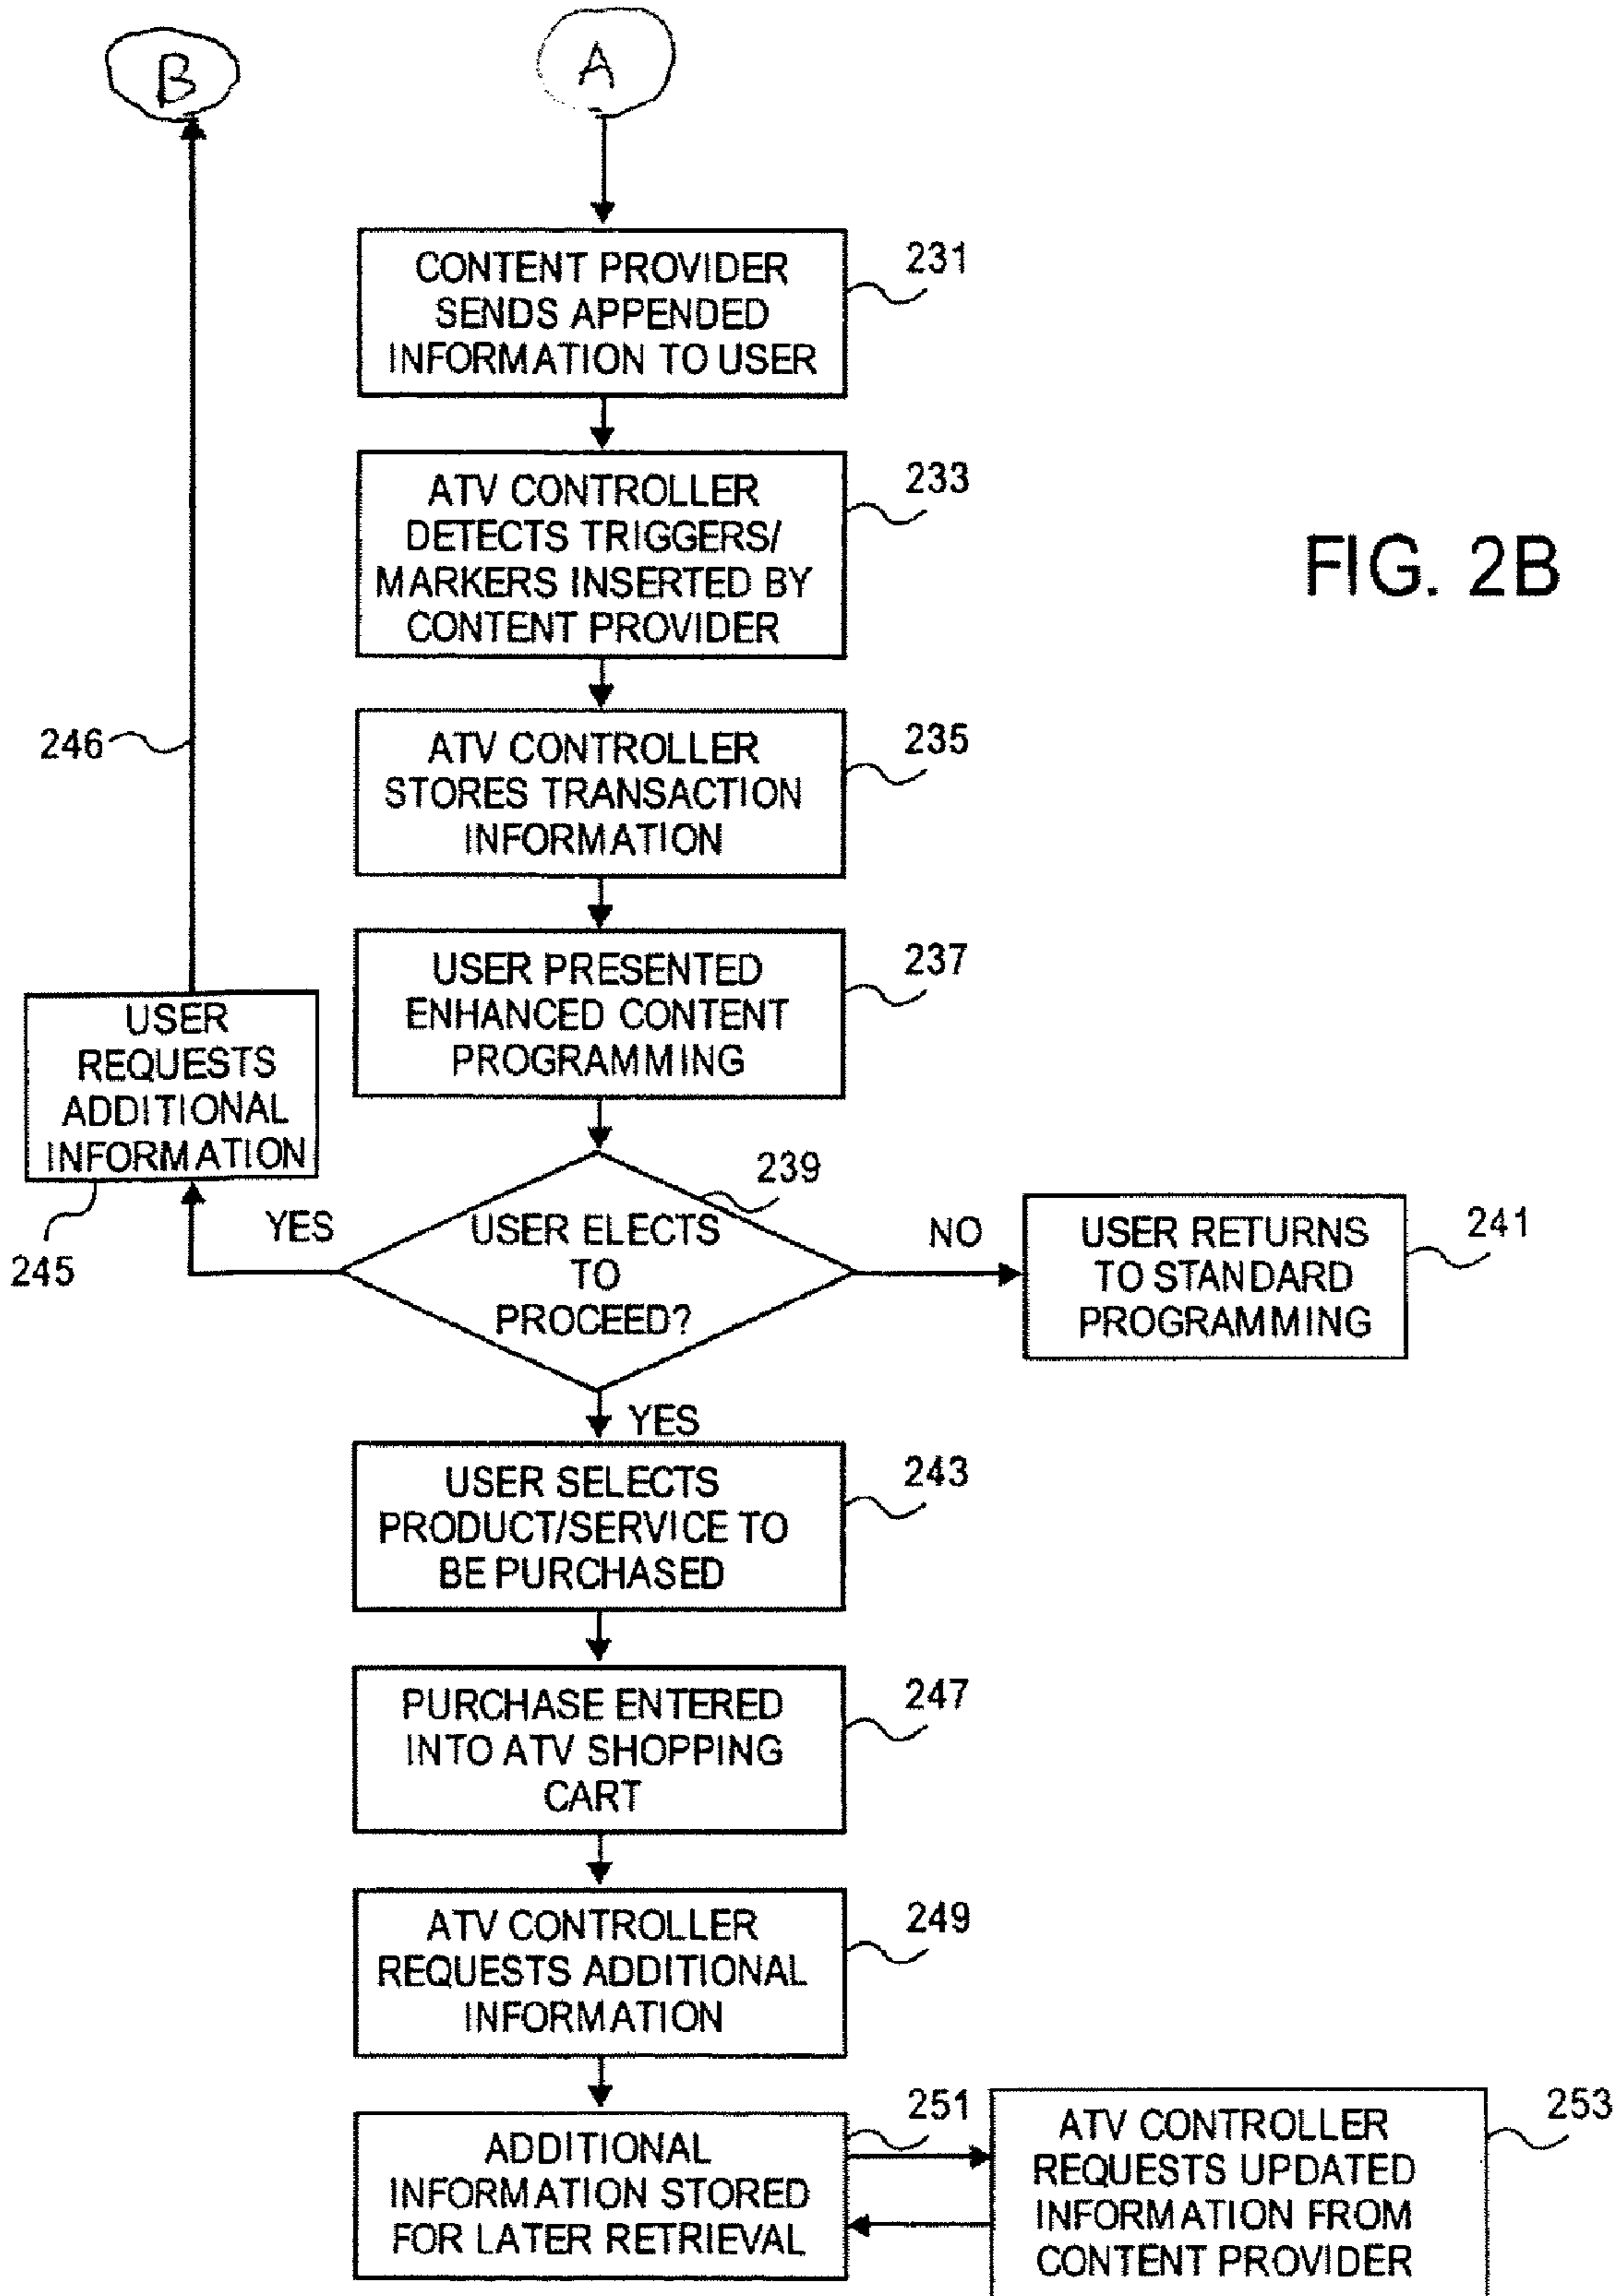 B
A
CONTENT PROVIDER
SENDS APPENDED
INFORMATION TO USER
231
ATV CONTROLLER
DETECTS TRIGGERS/
MARKERS INSERTED BY
CONTENT PROVIDER
233
FIG. 2B
246
ATV CONTROLLER
STORES TRANSACTION
INFORMATION
235
USER PRESENTED
ENHANCED CONTENT
PROGRAMMING
237
USER
REQUESTS
ADDITIONAL
INFORMATION
245
YES
USER ELECTS
TO
PROCEED?
239
NO
USER RETURNS
TO STANDARD
PROGRAMMING
241
YES
USER SELECTS
PRODUCT/SERVICE TO
BE PURCHASED
243
PURCHASE ENTERED
INTO ATV SHOPPING
CART
247
ATV CONTROLLER
REQUESTS ADDITIONAL
INFORMATION
249
ADDITIONAL
INFORMATION STORED
FOR LATER RETRIEVAL
251
ATV CONTROLLER
REQUESTS UPDATED
INFORMATION FROM
CONTENT PROVIDER
253